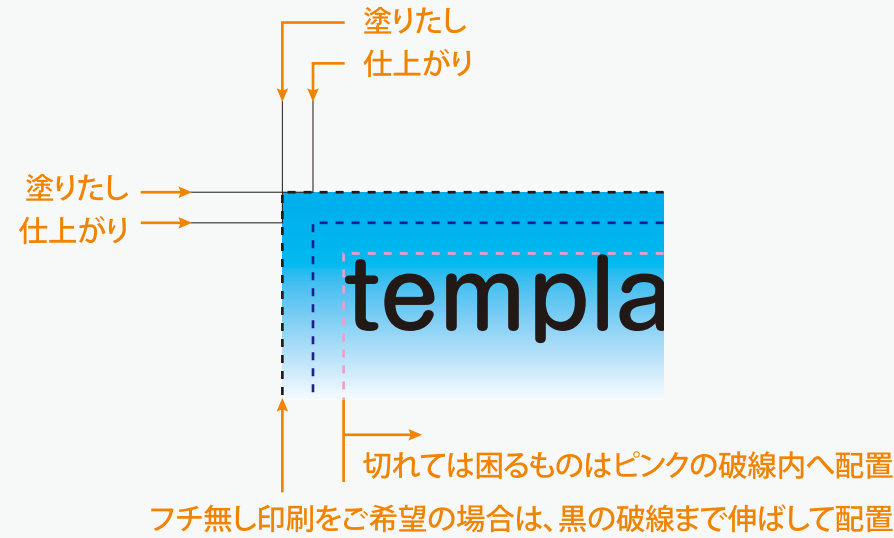 塗りたし
仕上がり
塗りたし
仕上がり
templa
切れては困るものはピンクの破線内へ配置
フチ無し印刷をご希望の場合は、黒の破線まで伸ばして配置